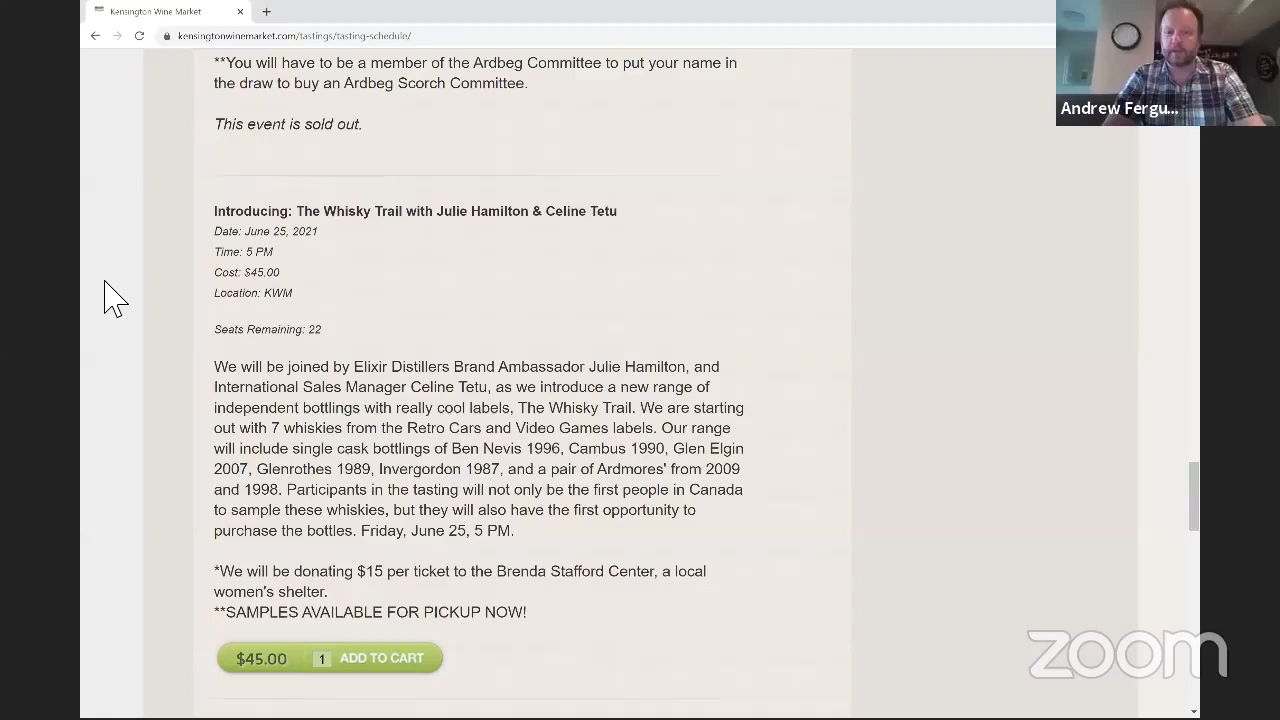 Kensington Wine Market
kensingtonwinemarket.com/tastings/tasting-schedule/
**You will have to be a member of the Ardbeg Committee to put your name in
the draw to buy an Ardbeg Scorch Committee.
This event is sold out.
Introducing: The Whisky Trail with Julie Hamilton & Celine Tetu
Date: June 25, 2021
Time: 5 PM
Cost: $45.00
Location: KWM
Seats Remaining: 22
We will be joined by Elixir Distillers Brand Ambassador Julie Hamilton, and
International Sales Manager Celine Tetu, as we introduce a new range of
independent bottlings with really cool labels, The Whisky Trail. We are starting
out with 7 whiskies from the Retro Cars and Video Games labels. Our range
will include single cask bottlings of Ben Nevis 1996, Cambus 1990, Glen Elgin
2007, Glenrothes 1989, Invergordon 1987, and a pair of Ardmores' from 2009
and 1998. Participants in the tasting will not only be the first people in Canada
to sample these whiskies, but they will also have the first opportunity to
purchase the bottles. Friday, June 25, 5 PM.
*We will be donating $15 per ticket to the Brenda Stafford Center, a local
women's shelter.
**SAMPLES AVAILABLE FOR PICKUP NOW!
$45.00 1 ADD TO CART
Andrew Fergu...
zoom